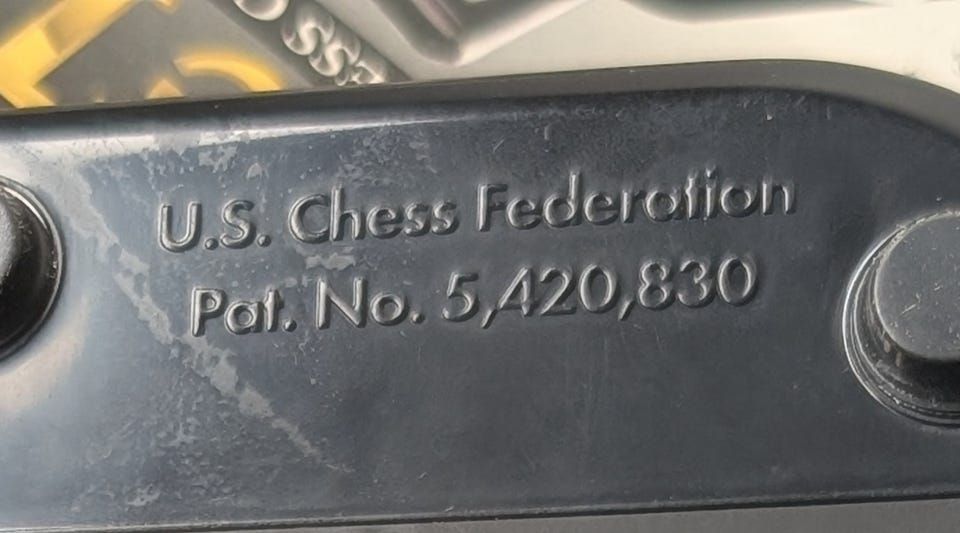 U.S. Chess Federation
Pat. No. 5,420,830